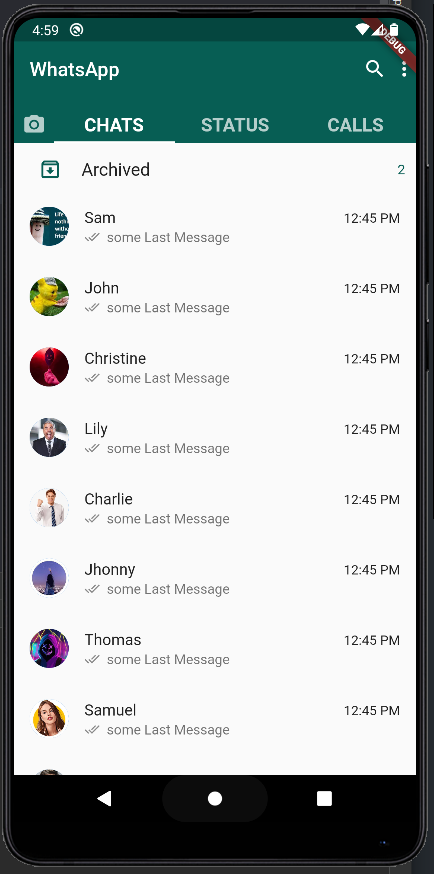 4:59
DEBUG
WhatsApp
CHATS STATUS CALLS
Archived 2
Sam 12:45 PM
some Last Message
John 12:45 PM
some Last Message
Christine 12:45 PM
some Last Message
Lily 12:45 PM
some Last Message
Charlie 12:45 PM
some Last Message
Jhonny 12:45 PM
some Last Message
Thomas 12:45 PM
some Last Message
Samuel 12:45 PM
some Last Message